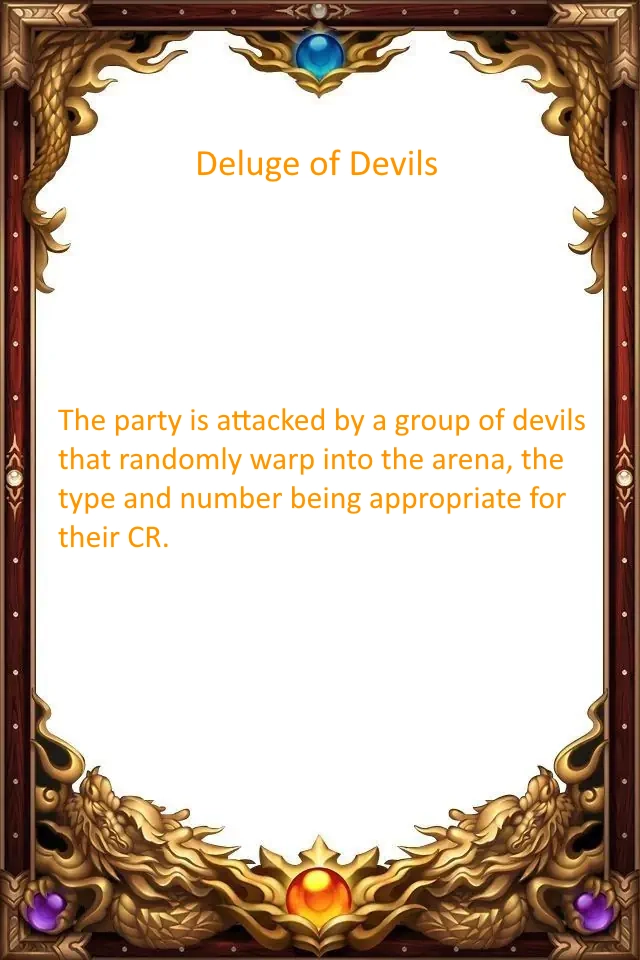 Deluge of Devils
The party is attacked by a group of devils
that randomly warp into the arena, the
type and number being appropriate for
their CR.